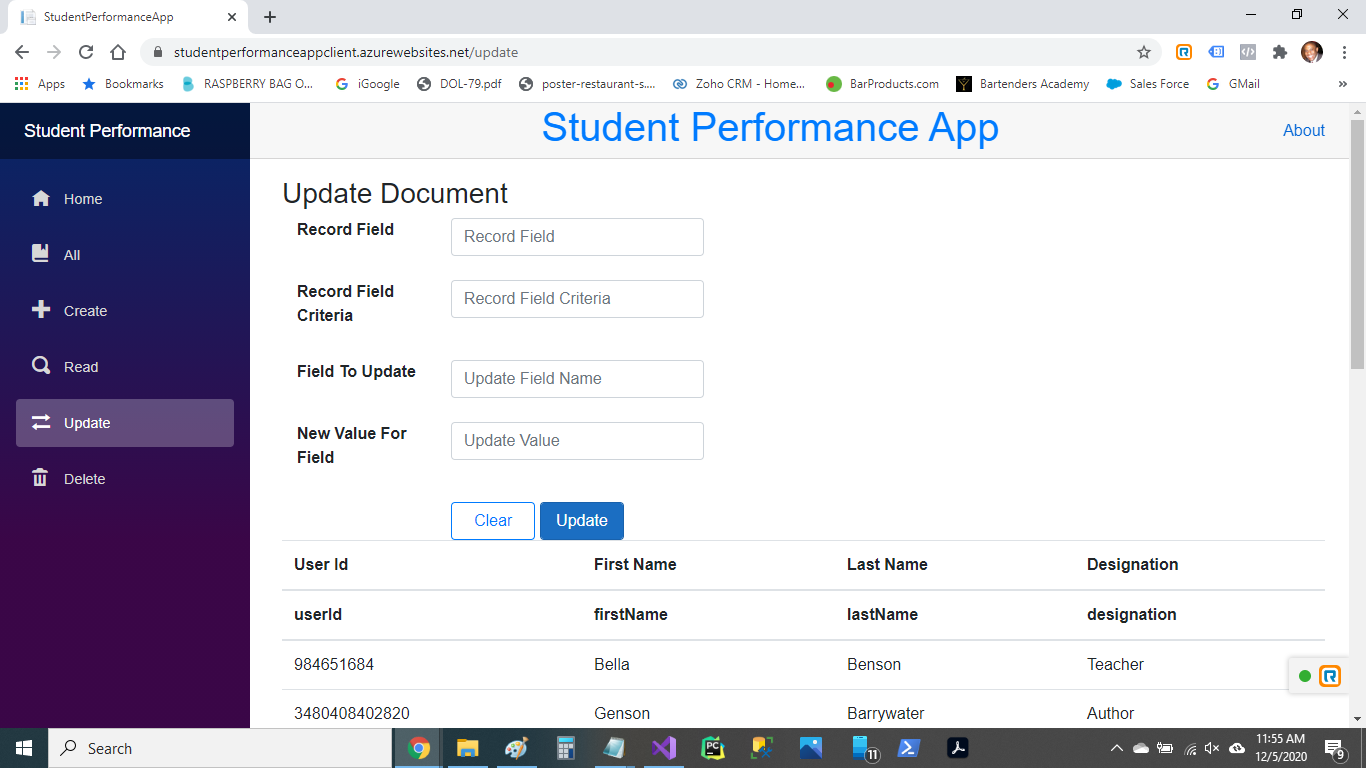 StudentPerformanceApp
studentperformanceappclient.azurewebsites.net/update
Apps Bookmarks RASPBERRY BAG O... iGoogle DOL-79.pdf poster-restaurant-s.... Zoho CRM - Home... BarProducts.com Bartenders Academy Sales Force GMail »
Student Performance
Student Performance App
About
Home
All
Create
Read
Update
Delete
Update Document
Record Field
Record Field
Record Field
Criteria
Record Field Criteria
Field To Update
Update Field Name
New Value For
Field
Update Value
Clear Update
User Id First Name Last Name Designation
userId firstName lastName designation
984651684 Bella Benson Teacher
3480408402820 Genson Barrywater Author
Search
PC
11
11:55 AM
12/5/2020
9